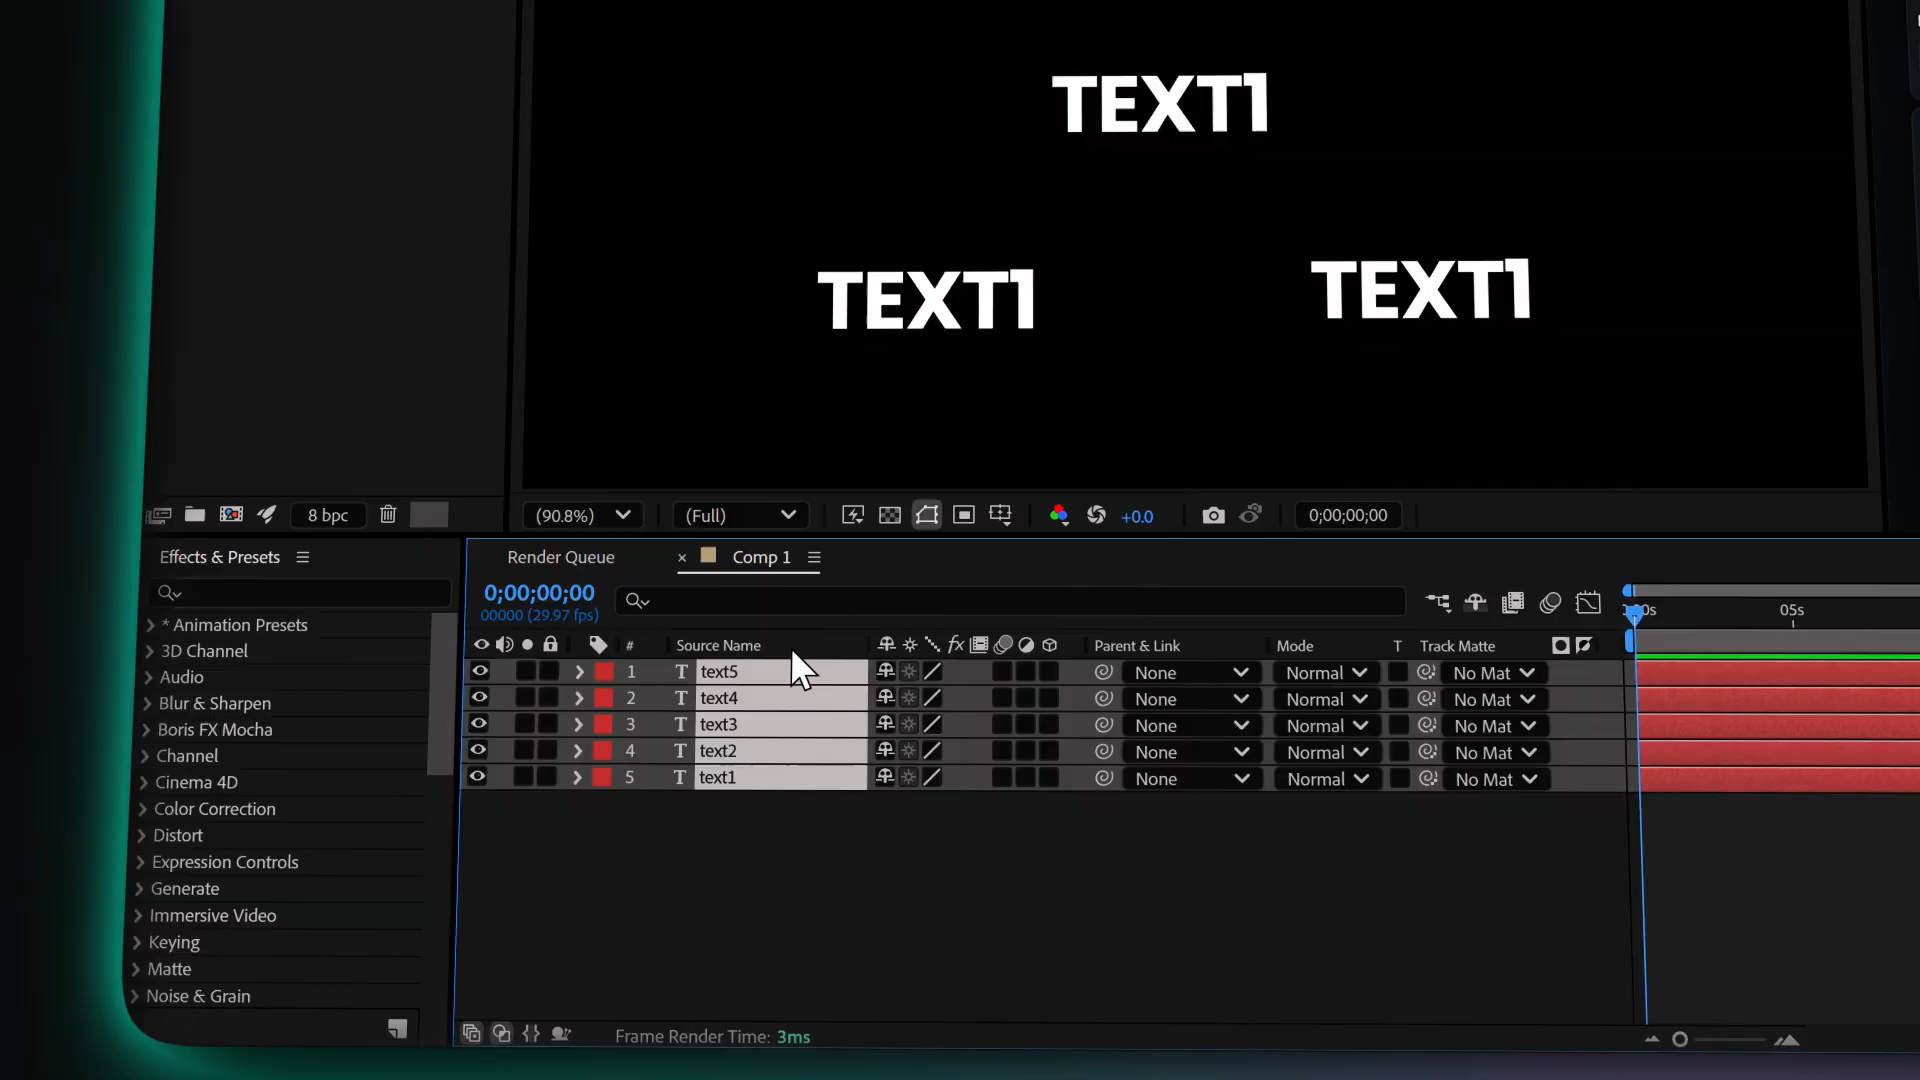 TEXT1
TEXT1
TEXT1
8 bpc
(90.8%)
(Full)
+0.0
0;00;00;00
Effects & Presets
* Animation Presets
3D Channel
Audio
Blur & Sharpen
Boris FX Mocha
Channel
Cinema 4D
Color Correction
Distort
Expression Controls
Generate
Immersive Video
Keying
Matte
Noise & Grain
Render Queue
× Comp 1
0;00;00;00
00000 (29.97 fps)
05s
# Source Name fx Parent & Link Mode T Track Matte
1 T text5 None Normal No Mat
2 T text4 None Normal No Mat
3 T text3 None Normal No Mat
4 T text2 None Normal No Mat
5 T text1 None Normal No Mat
Frame Render Time: 3ms